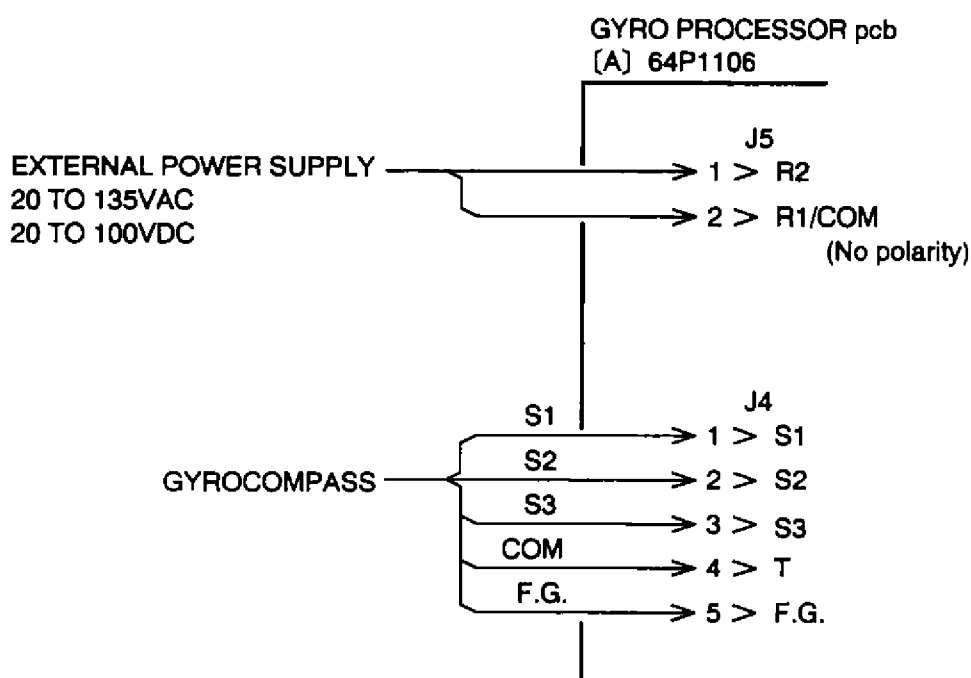 GYRO PROCESSOR pcb
[A] 64P1106
J5
EXTERNAL POWER SUPPLY
20 TO 135VAC
20 TO 100VDC
1 > R2
2 > R1/COM
(No polarity)
J4
GYROCOMPASS
S1 1 > S1
S2 2 > S2
S3 3 > S3
COM 4 > T
F.G. 5 > F.G.